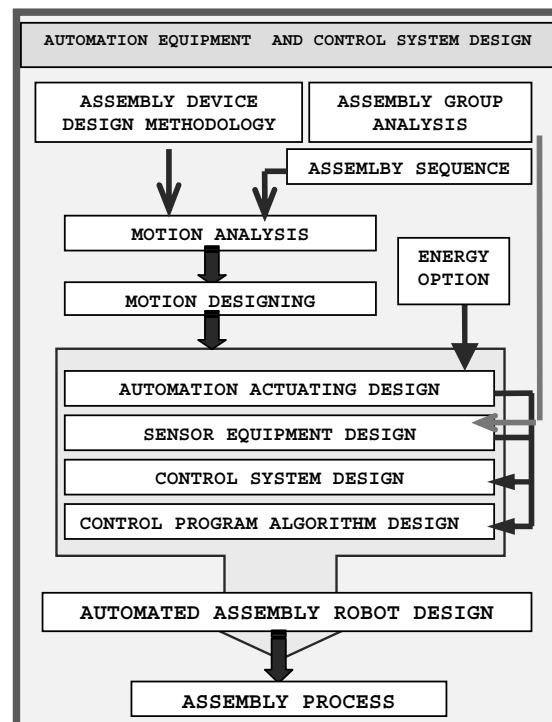 AUTOMATION EQUIPMENT AND CONTROL SYSTEM DESIGN
ASSEMBLY DEVICE
DESIGN METHODOLOGY
ASSEMBLY GROUP
ANALYSIS
ASSEMLBY SEQUENCE
MOTION ANALYSIS
ENERGY
OPTION
MOTION DESIGNING
AUTOMATION ACTUATING DESIGN
SENSOR EQUIPMENT DESIGN
CONTROL SYSTEM DESIGN
CONTROL PROGRAM ALGORITHM DESIGN
AUTOMATED ASSEMBLY ROBOT DESIGN
ASSEMBLY PROCESS